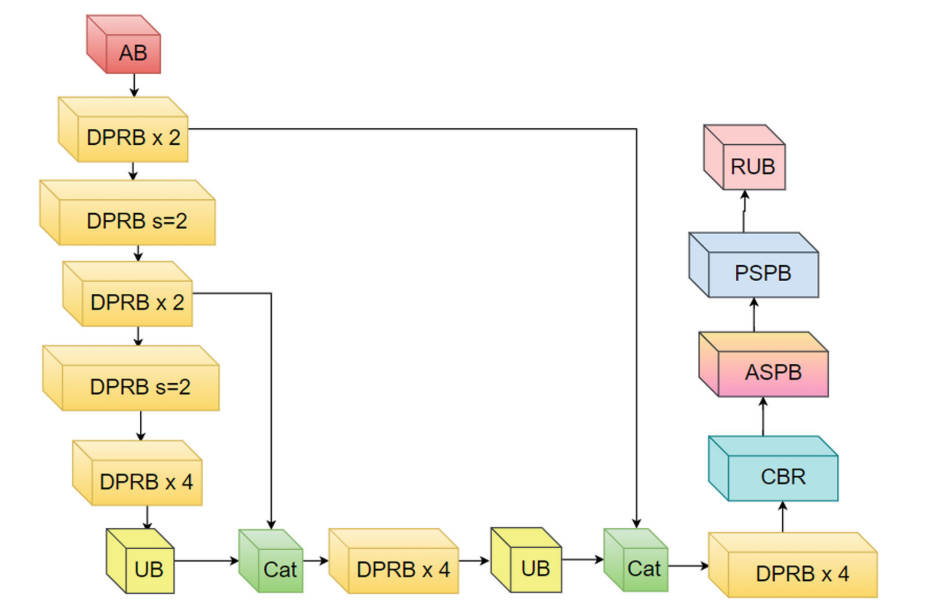 AB
DPRB x 2
DPRB s=2
DPRB x 2
DPRB s=2
DPRB x 4
UB
Cat
DPRB x 4
UB
Cat
DPRB x 4
CBR
ASPB
PSPB
RUB